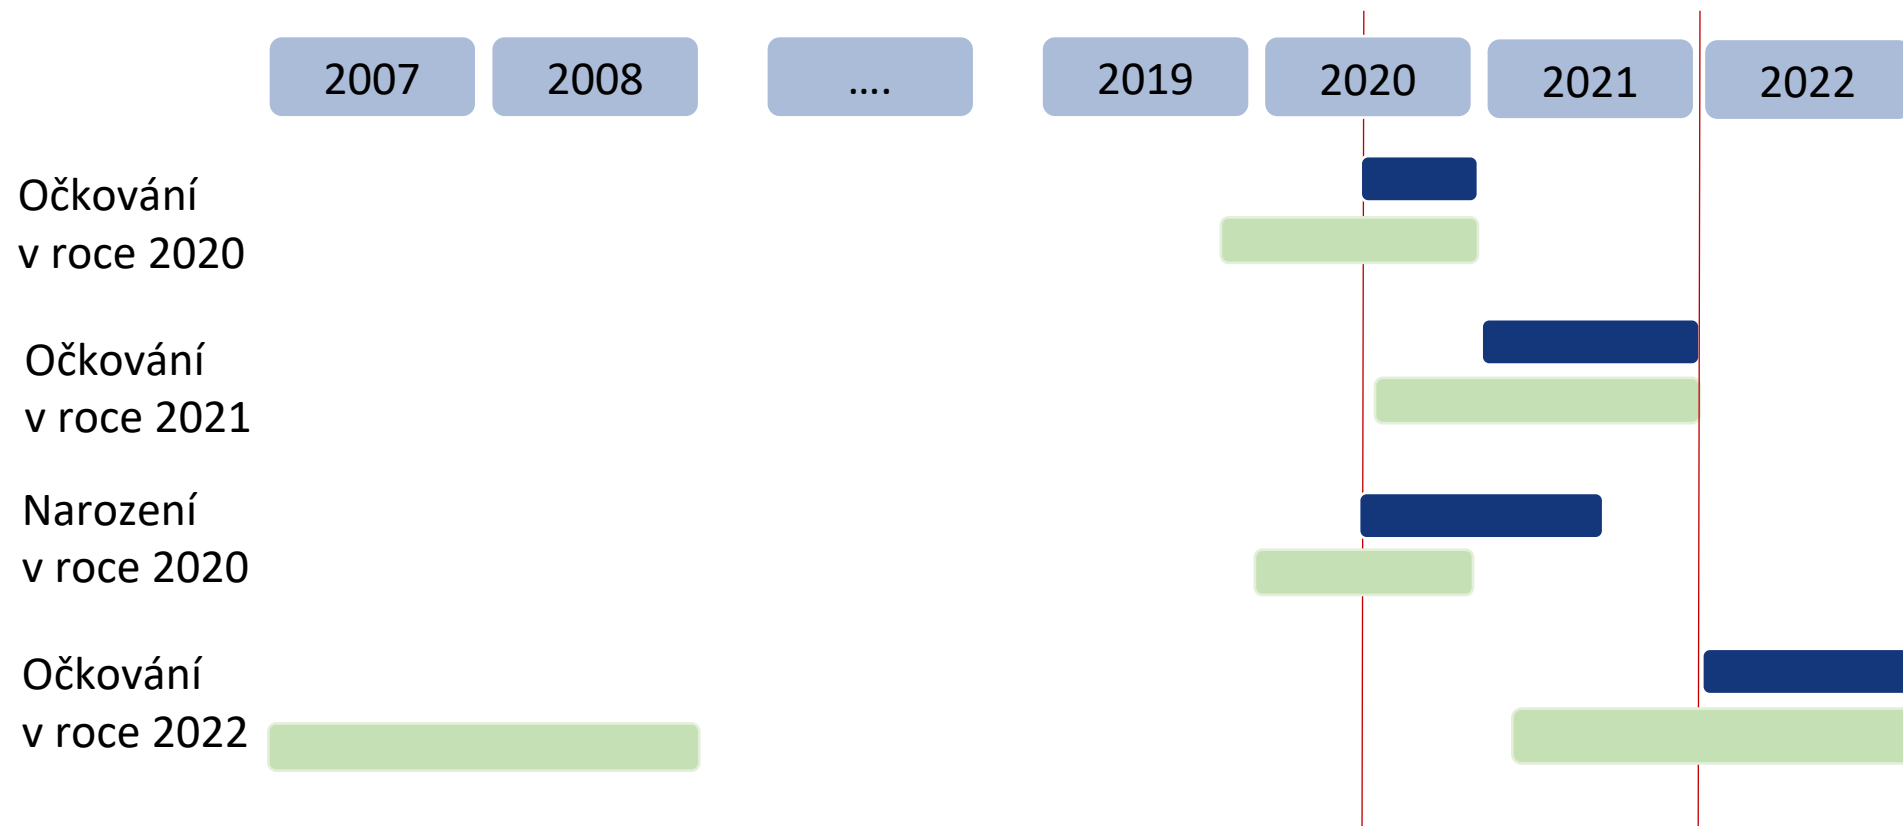 2007 2008 .... 2019 2020 2021 2022
Očkování
v roce 2020
Očkování
v roce 2021
Narození
v roce 2020
Očkování
v roce 2022